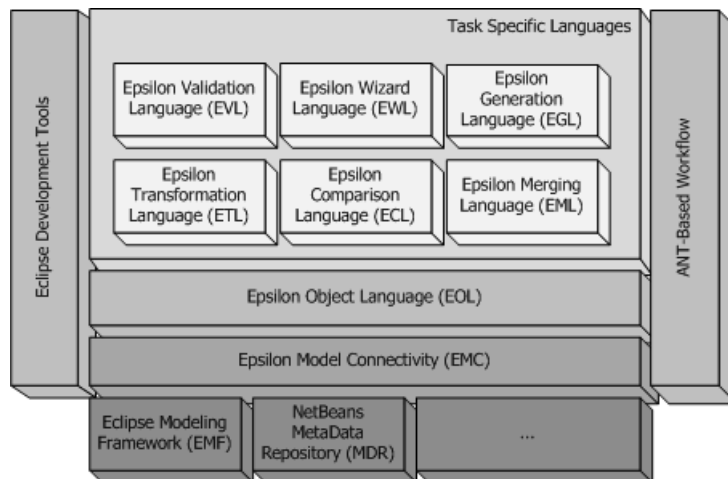 Task Specific Languages
Eclipse Development Tools
ANT-Based Workflow
Epsilon Validation
Language (EVL)
Epsilon Wizard
Language (EWL)
Epsilon
Generation
Language (EGL)
Epsilon
Transformation
Language (ETL)
Epsilon
Comparison
Language (ECL)
Epsilon Merging
Language (EML)
Epsilon Object Language (EOL)
Epsilon Model Connectivity (EMC)
Eclipse Modeling
Framework (EMF)
NetBeans
MetaData
Repository (MDR)
...